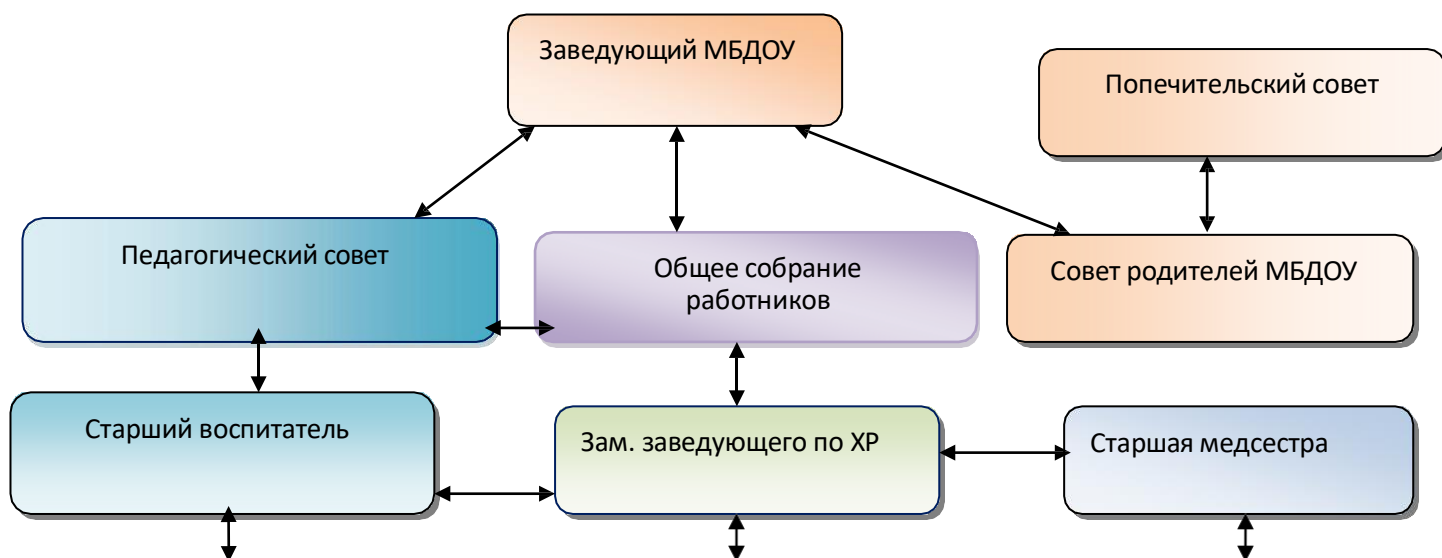 Заведующий МБДОУ
Попечительский совет
Педагогический совет
Общее собрание
работников
Совет родителей МБДОУ
Старший воспитатель
Зам. заведующего по ХР
Старшая медсестра